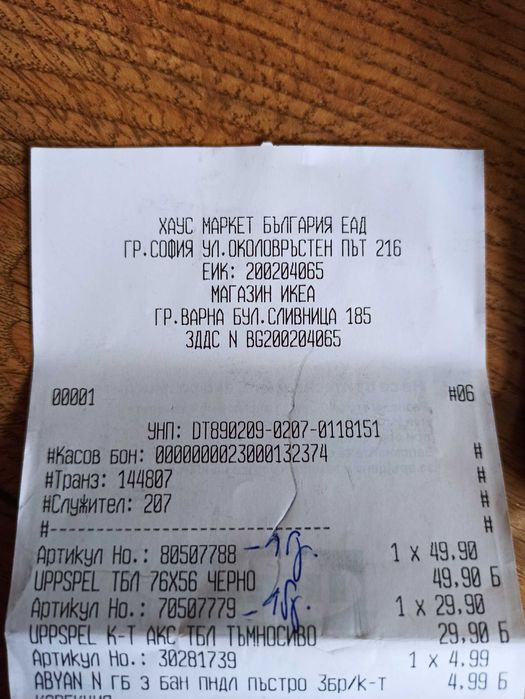 ХАУС МАРКЕТ БЪЛГАРИЯ ЕАД
ГР.СОФИЯ УЛ.ОКОЛОВРЪСТЕН ПЪТ 216
ЕИК: 200204065
МАГАЗИН ИКЕА
ГР.ВАРНА БУЛ.СЛИВНИЦА 185
ЗДДС N BG200204065
00001 #06
УНП: DT890209-0207-0118151
#Касов бон: 0000000023000132374 #
#Транз: 144807 #
#Служител: 207 #
#------------------------------ #
Артикул Но.: 80507788 1 x 49.90
UPPSPEL ТБЛ 76X56 ЧЕРНО 49,90 Б
Артикул Но.: 70507779 1 x 29.90
UPPSPEL К-Т АКС ТБЛ ТЪМНОСИВО 29,90 Б
Артикул Но.: 30281739 1 x 4.99
ABYAN N ГБ З БАН ПНДЛ ПЪСТРО 3бр/к-т 4.99 Б